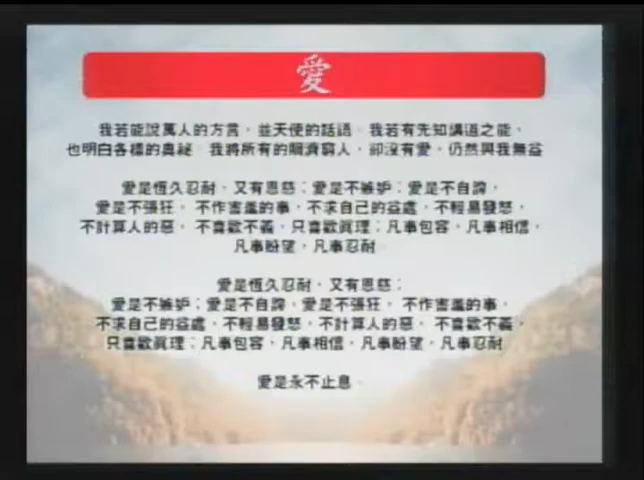 愛
我若能說萬人的方言，並天使的話語，我若有先知講道之能，
也明白各樣的奧祕，我將所有的賙濟窮人，卻沒有愛，仍然與我無益
愛是恆久忍耐，又有恩慈；愛是不嫉妒；愛是不自誇，
愛是不張狂，不作害羞的事，不求自己的益處，不輕易發怒，
不計算人的惡，不喜歡不義，只喜歡真理；凡事包容，凡事相信，
凡事盼望，凡事忍耐
愛是恆久忍耐，又有恩慈；
愛是不嫉妒；愛是不自誇，愛是不張狂，不作害羞的事，
不求自己的益處，不輕易發怒，不計算人的惡，不喜歡不義，
只喜歡真理；凡事包容，凡事相信，凡事盼望，凡事忍耐
愛是永不止息。